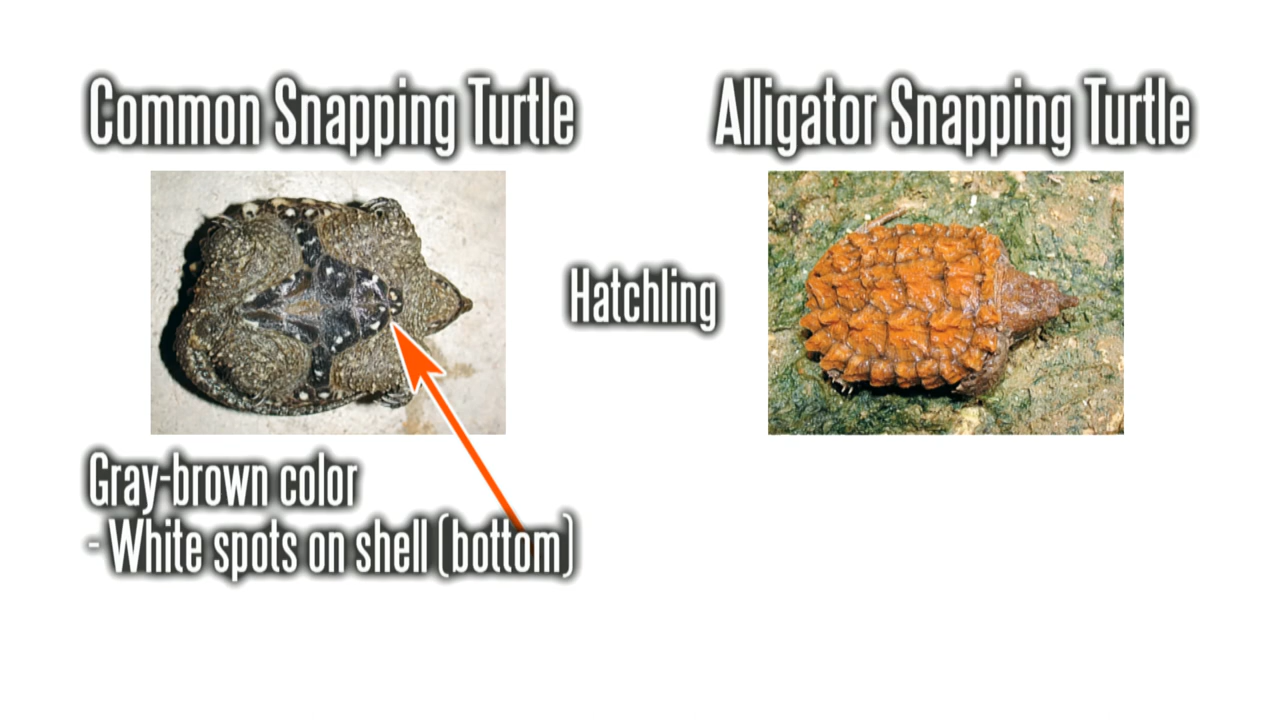 Common Snapping Turtle
Alligator Snapping Turtle
Hatchling
Gray-brown color
- White spots on shell (bottom)